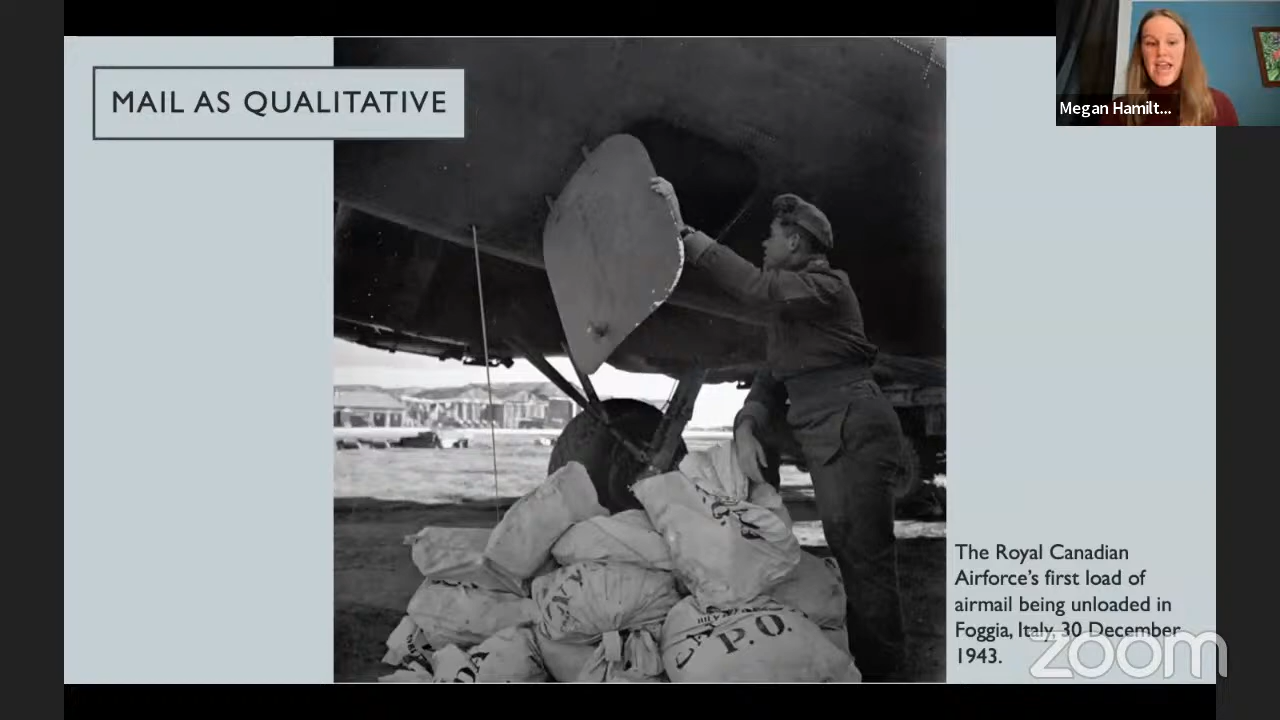 MAIL AS QUALITATIVE
Megan Hamilt...
P.O.
The Royal Canadian
Airforce's first load of
airmail being unloaded in
Foggia, Italy, 30 December
1943.
zoom